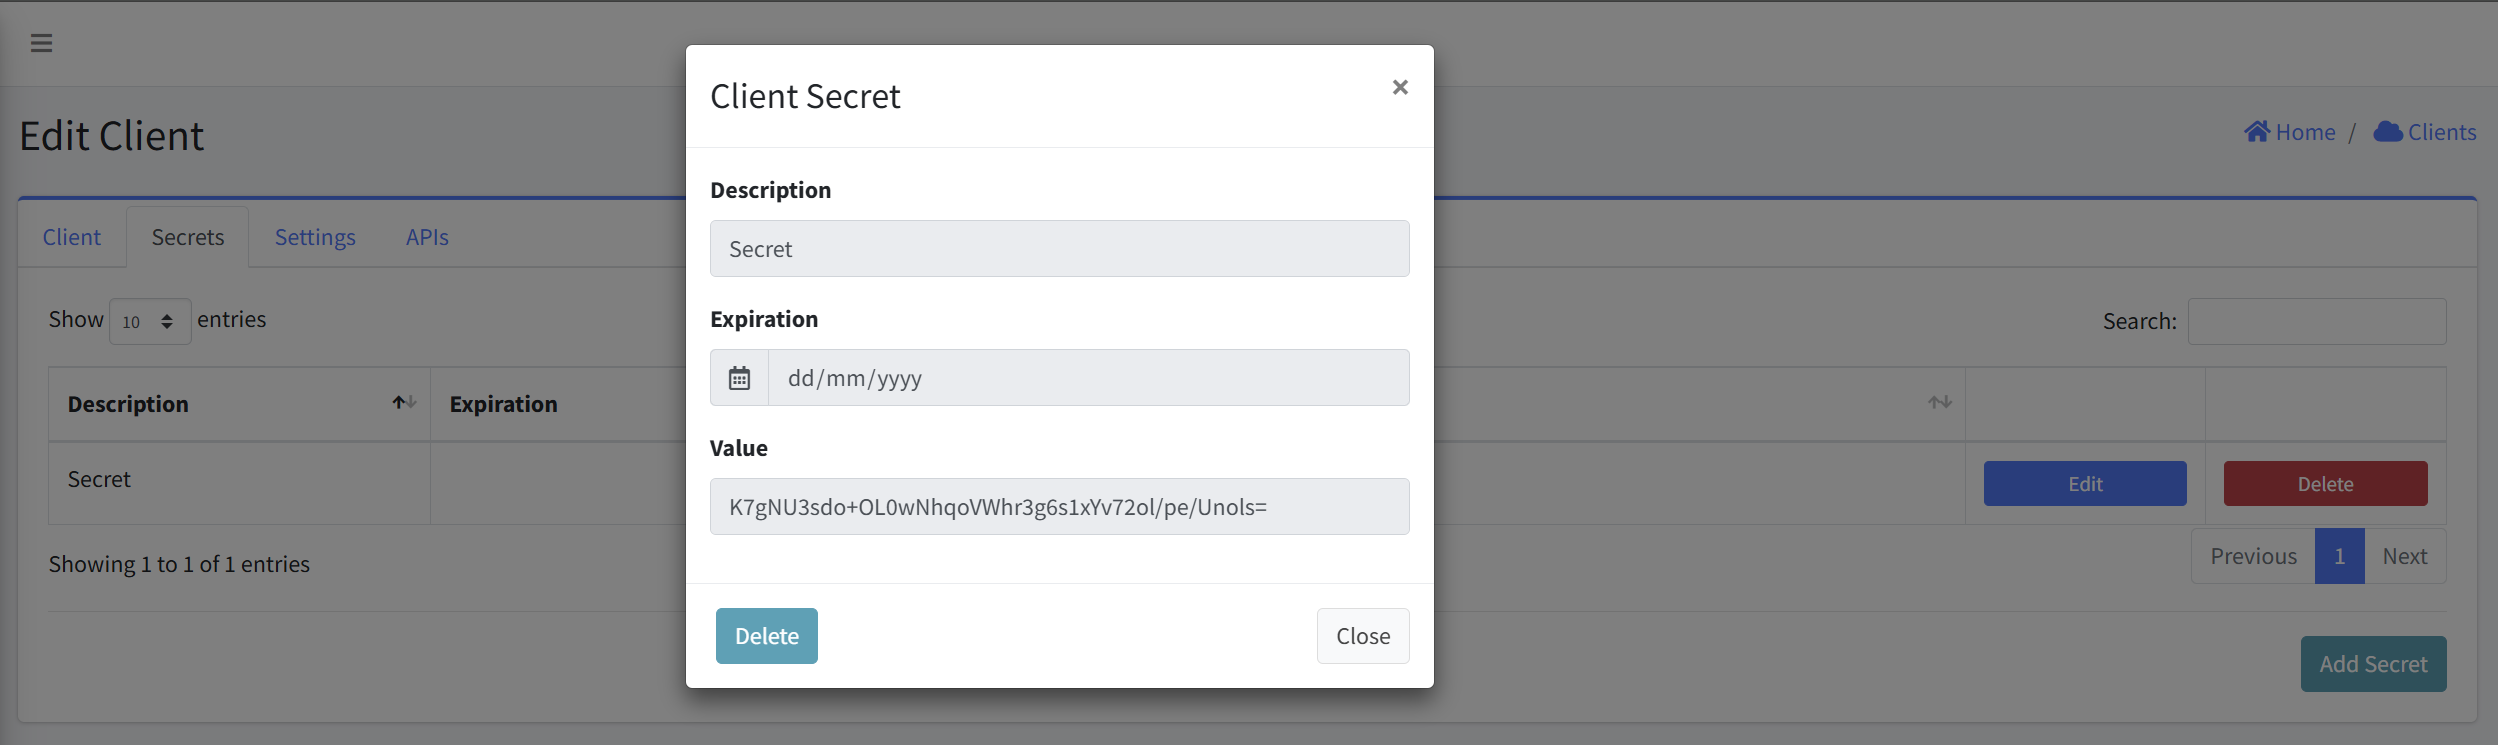 Edit Client
Home / Clients
Client Secrets Settings APIs
Show 10 entries
Search:
Description Expiration
Secret Edit Delete
Showing 1 to 1 of 1 entries
Previous 1 Next
Add Secret
Client Secret ×
Description
Secret
Expiration
dd/mm/yyyy
Value
K7gNU3sdo+OL0wNhqoVWhr3g6s1xYv72ol/pe/Unols=
Delete Close